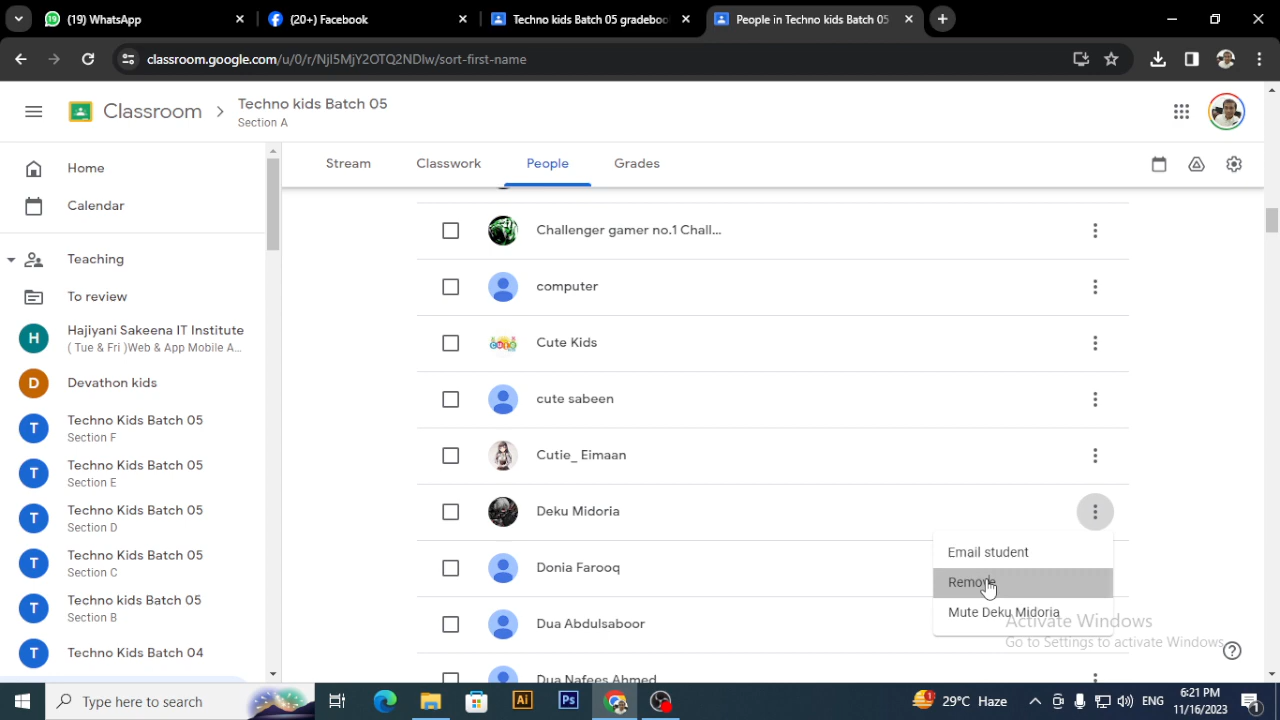 (19) WhatsApp
(20+) Facebook
Techno kids Batch 05 gradeboo
People in Techno kids Batch 05
classroom.google.com/u/0/r/NjI5MjY2OTQ2NDIw/sort-first-name
Classroom
Techno kids Batch 05
Section A
Home
Calendar
Teaching
To review
H
Hajiyani Sakeena IT Institute
( Tue & Fri )Web & App Mobile A...
D
Devathon kids
T
Techno Kids Batch 05
Section F
T
Techno Kids Batch 05
Section E
T
Techno Kids Batch 05
Section D
T
Techno Kids Batch 05
Section C
T
Techno kids Batch 05
Section B
T
Techno Kids Batch 04
Stream
Classwork
People
Grades
Challenger gamer no.1 Chall...
computer
Cute Kids
cute sabeen
Cutie_ Eimaan
Deku Midoria
Donia Farooq
Dua Abdulsaboor
Dua Nafees Ahmed
Email student
Remove
Mute Deku Midoria
Activate Windows
Go to Settings to activate Windows.
Type here to search
Ai
Ps
1
29°C Haze
ENG
6:21 PM
11/16/2023
1